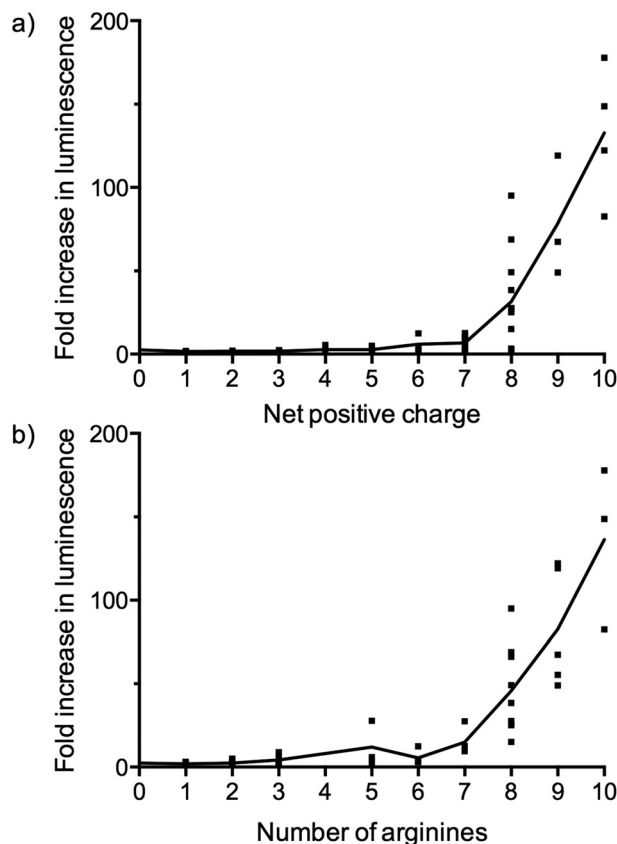 a)
Fold increase in luminescence
200
100
0
0 1 2 3 4 5 6 7 8 9 10
Net positive charge
b)
Fold increase in luminescence
200
100
0
0 1 2 3 4 5 6 7 8 9 10
Number of arginines